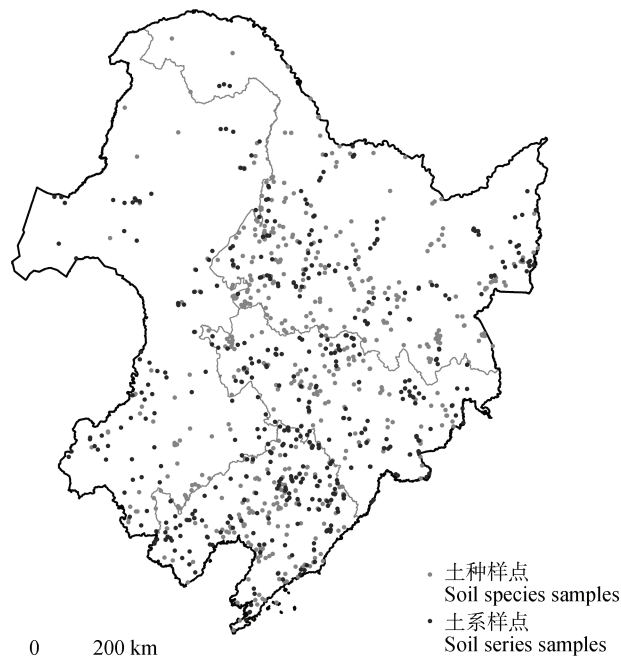 土种样点
Soil species samples
土系样点
Soil series samples
0 200 km